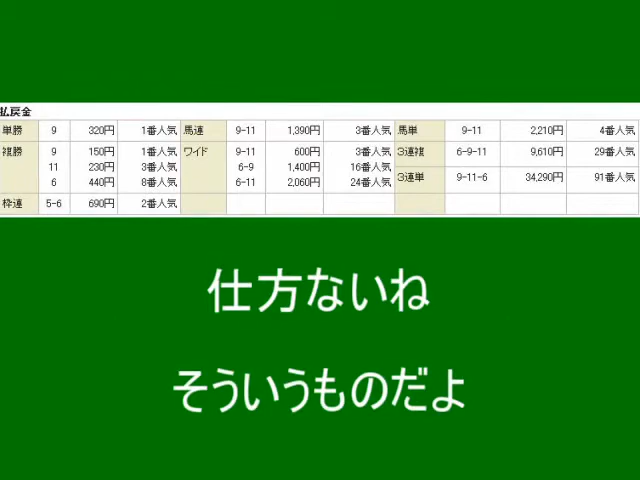 払戻金
単勝 9 320円 1番人気 馬連 9-11 1,390円 3番人気 馬単 9-11 2,210円 4番人気
複勝 9 150円 1番人気 ワイド 9-11 600円 3番人気 3連複 6-9-11 9,610円 29番人気
11 230円 3番人気 6-9 1,400円 16番人気
6 440円 8番人気 6-11 2,060円 24番人気 3連単 9-11-6 34,290円 91番人気
枠連 5-6 690円 2番人気
仕方ないね
そういうものだよ